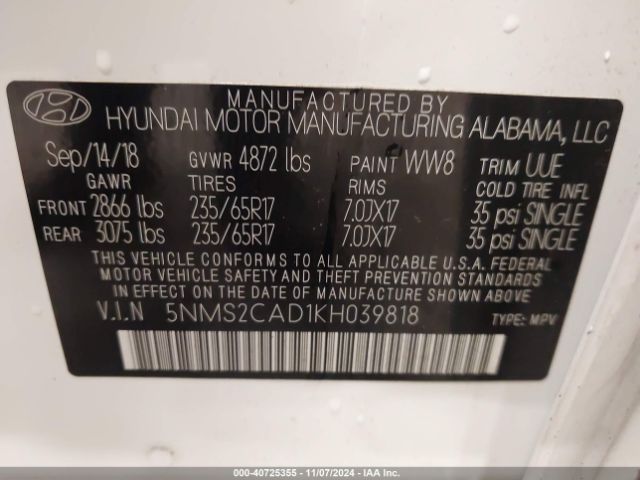 MANUFACTURED BY
HYUNDAI MOTOR MANUFACTURING ALABAMA, LLC
Sep/14/18 GVWR 4872 lbs PAINT WW8 TRIM UUE
GAWR TIRES RIMS COLD TIRE INFL
FRONT 2866 lbs 235/65R17 7.0JX17 35 psi SINGLE
REAR 3075 lbs 235/65R17 7.0JX17 35 psi SINGLE
THIS VEHICLE CONFORMS TO ALL APPLICABLE U.S.A. FEDERAL
MOTOR VEHICLE SAFETY AND THEFT PREVENTION STANDARDS
IN EFFECT ON THE DATE OF MANUFACTURE SHOWN ABOVE
V.I.N 5NMS2CAD1KH039818 TYPE: MPV
000-40725355 - 11/07/2024 - IAA Inc.